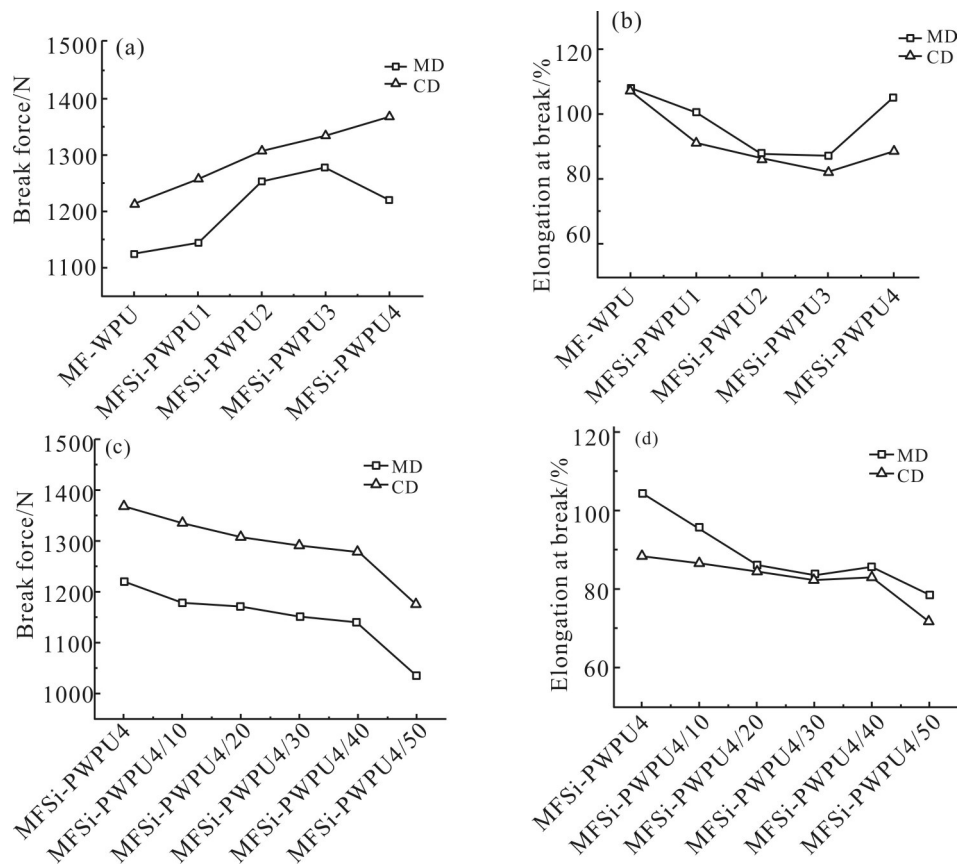 (a)
MD
CD
Break force/N
1500
1400
1300
1200
1100
MF-WPU
MFSi-PWPU1
MFSi-PWPU2
MFSi-PWPU3
MFSi-PWPU4
(b)
MD
CD
Elongation at break/%
120
100
80
60
MF-WPU
MFSi-PWPU1
MFSi-PWPU2
MFSi-PWPU3
MFSi-PWPU4
(c)
MD
CD
Break force/N
1500
1400
1300
1200
1100
1000
MFSi-PWPU4
MFSi-PWPU4/10
MFSi-PWPU4/20
MFSi-PWPU4/30
MFSi-PWPU4/40
MFSi-PWPU4/50
(d)
MD
CD
Elongation at break/%
120
100
80
60
MFSi-PWPU4
MFSi-PWPU4/10
MFSi-PWPU4/20
MFSi-PWPU4/30
MFSi-PWPU4/40
MFSi-PWPU4/50